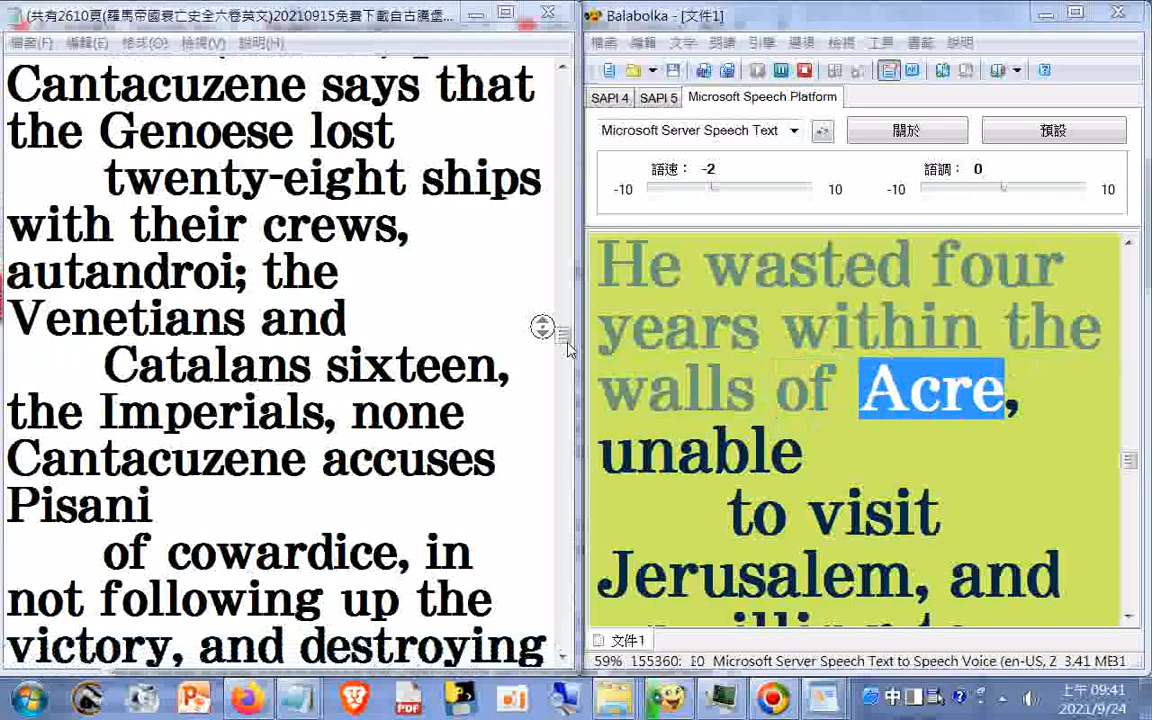 (共有2610頁(羅馬帝國衰亡史全六卷英文)20210915免費下載自古騰堡...
檔案(F) 編輯(E) 格式(O) 檢視(V) 說明(H)
Cantacuzene says that
the Genoese lost
twenty-eight ships
with their crews,
autandroi; the
Venetians and
Catalans sixteen,
the Imperials, none
Cantacuzene accuses
Pisani
of cowardice, in
not following up the
victory, and destroying
Balabolka - [文件1]
檔案 編輯 文字 朗讀 引擎 選項 檢視 工具 書籤 說明
SAPI 4 SAPI 5 Microsoft Speech Platform
Microsoft Server Speech Text 關於 預設
語速： -2 語調： 0
-10 10 -10 10
He wasted four
years within the
walls of Acre,
unable
to visit
Jerusalem, and
文件1
59% 155360: 10 Microsoft Server Speech Text to Speech Voice (en-US, Z 3.41 MB1
中
上午 09:41
2021/9/24